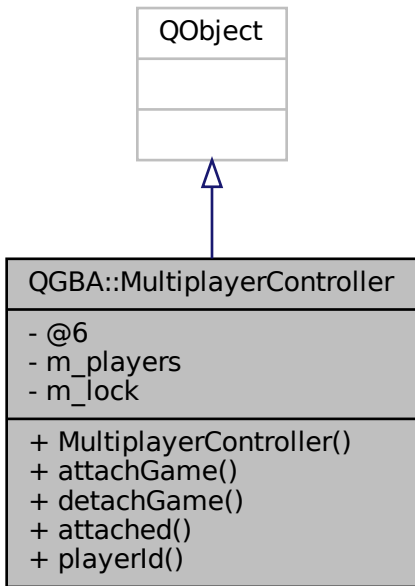 QObject
QGBA::MultiplayerController
- @6
- m_players
- m_lock
+ MultiplayerController()
+ attachGame()
+ detachGame()
+ attached()
+ playerId()